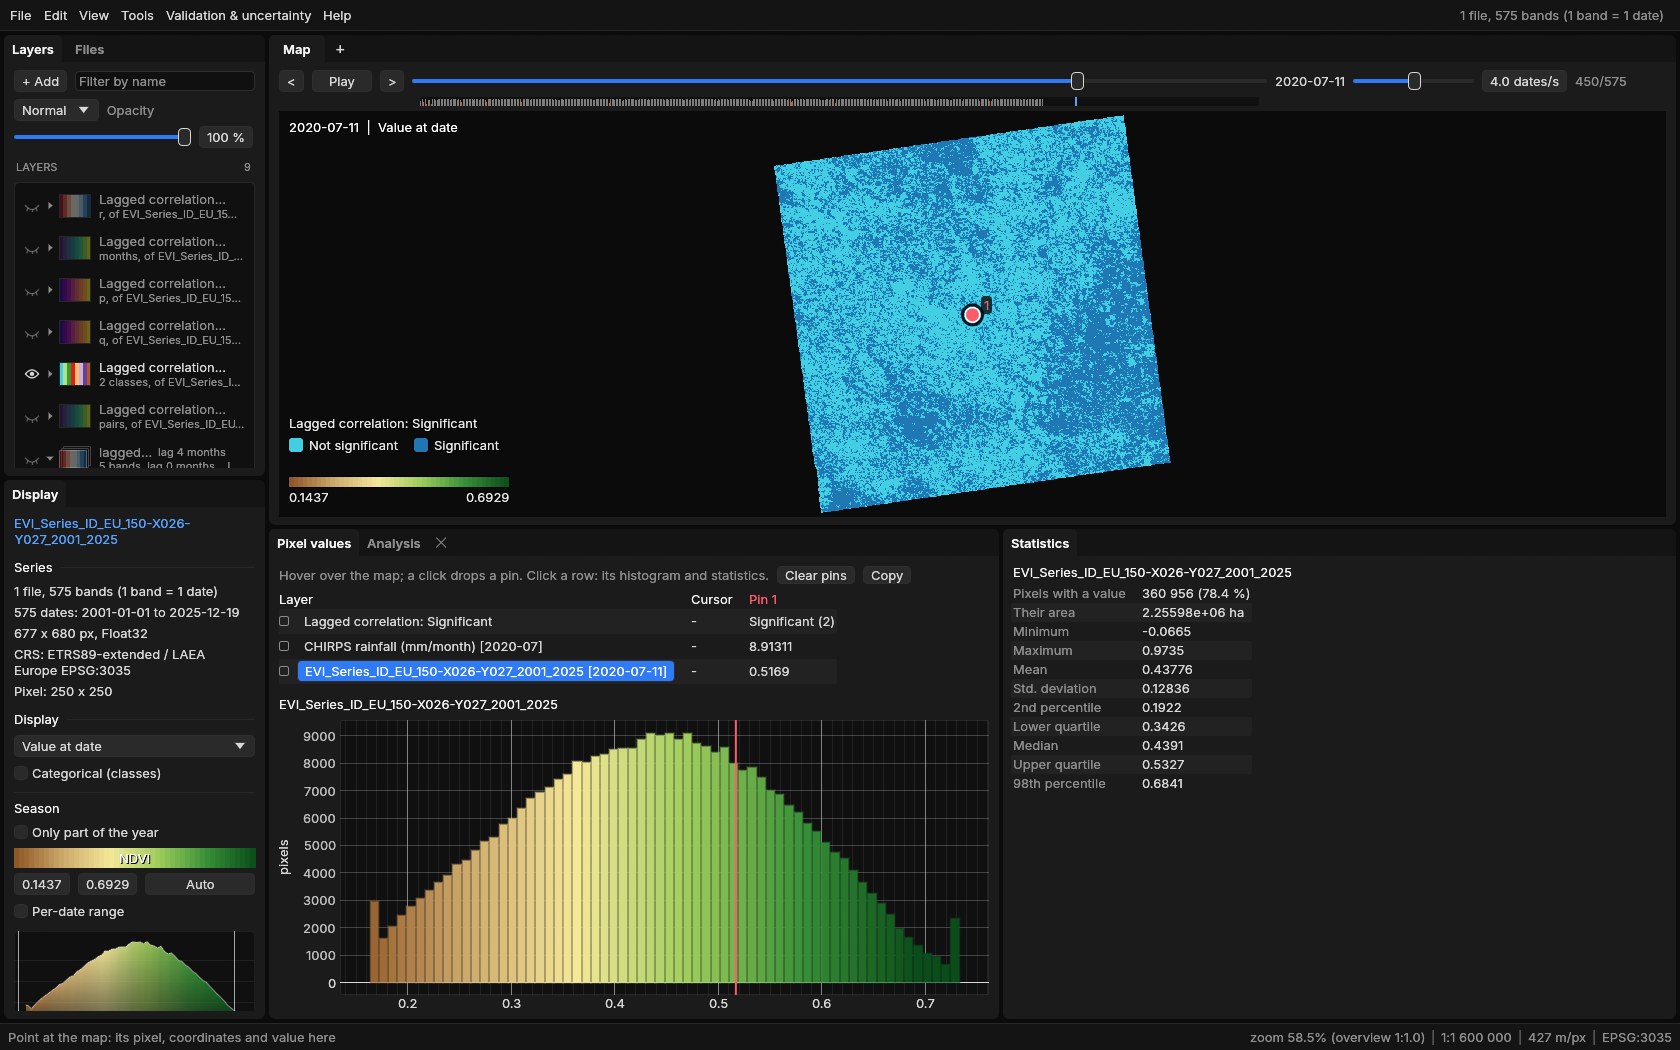 File Edit View Tools Validation & uncertainty Help
1 file, 575 bands (1 band = 1 date)
Layers Files
+ Add Filter by name
Normal Opacity
100 %
LAYERS 9
Lagged correlation...
r, of EVI_Series_ID_EU_15...
Lagged correlation...
months, of EVI_Series_ID_...
Lagged correlation...
p, of EVI_Series_ID_EU_15...
Lagged correlation...
q, of EVI_Series_ID_EU_15...
Lagged correlation...
2 classes, of EVI_Series_I...
Lagged correlation...
pairs, of EVI_Series_ID_EU...
lagged... lag 4 months
5 bands, lag 0 months...
Display
EVI_Series_ID_EU_150-X026-
Y027_2001_2025
Series
1 file, 575 bands (1 band = 1 date)
575 dates: 2001-01-01 to 2025-12-19
677 x 680 px, Float32
CRS: ETRS89-extended / LAEA
Europe EPSG:3035
Pixel: 250 x 250
Display
Value at date
Categorical (classes)
Season
Only part of the year
NDVI
0.1437 0.6929 Auto
Per-date range
Map +
< Play > 2020-07-11 4.0 dates/s 450/575
2020-07-11 | Value at date
1
Lagged correlation: Significant
Not significant Significant
0.1437 0.6929
Pixel values Analysis
Hover over the map; a click drops a pin. Click a row: its histogram and statistics. Clear pins Copy
Layer Cursor Pin 1
Lagged correlation: Significant - Significant (2)
CHIRPS rainfall (mm/month) [2020-07] - 8.91311
EVI_Series_ID_EU_150-X026-Y027_2001_2025 [2020-07-11] - 0.5169
EVI_Series_ID_EU_150-X026-Y027_2001_2025
pixels
9000
8000
7000
6000
5000
4000
3000
2000
1000
0
0.2 0.3 0.4 0.5 0.6 0.7
Statistics
EVI_Series_ID_EU_150-X026-Y027_2001_2025
Pixels with a value 360 956 (78.4 %)
Their area 2.25598e+06 ha
Minimum -0.0665
Maximum 0.9735
Mean 0.43776
Std. deviation 0.12836
2nd percentile 0.1922
Lower quartile 0.3426
Median 0.4391
Upper quartile 0.5327
98th percentile 0.6841
Point at the map: its pixel, coordinates and value here
zoom 58.5% (overview 1:1.0) | 1:1 600 000 | 427 m/px | EPSG:3035